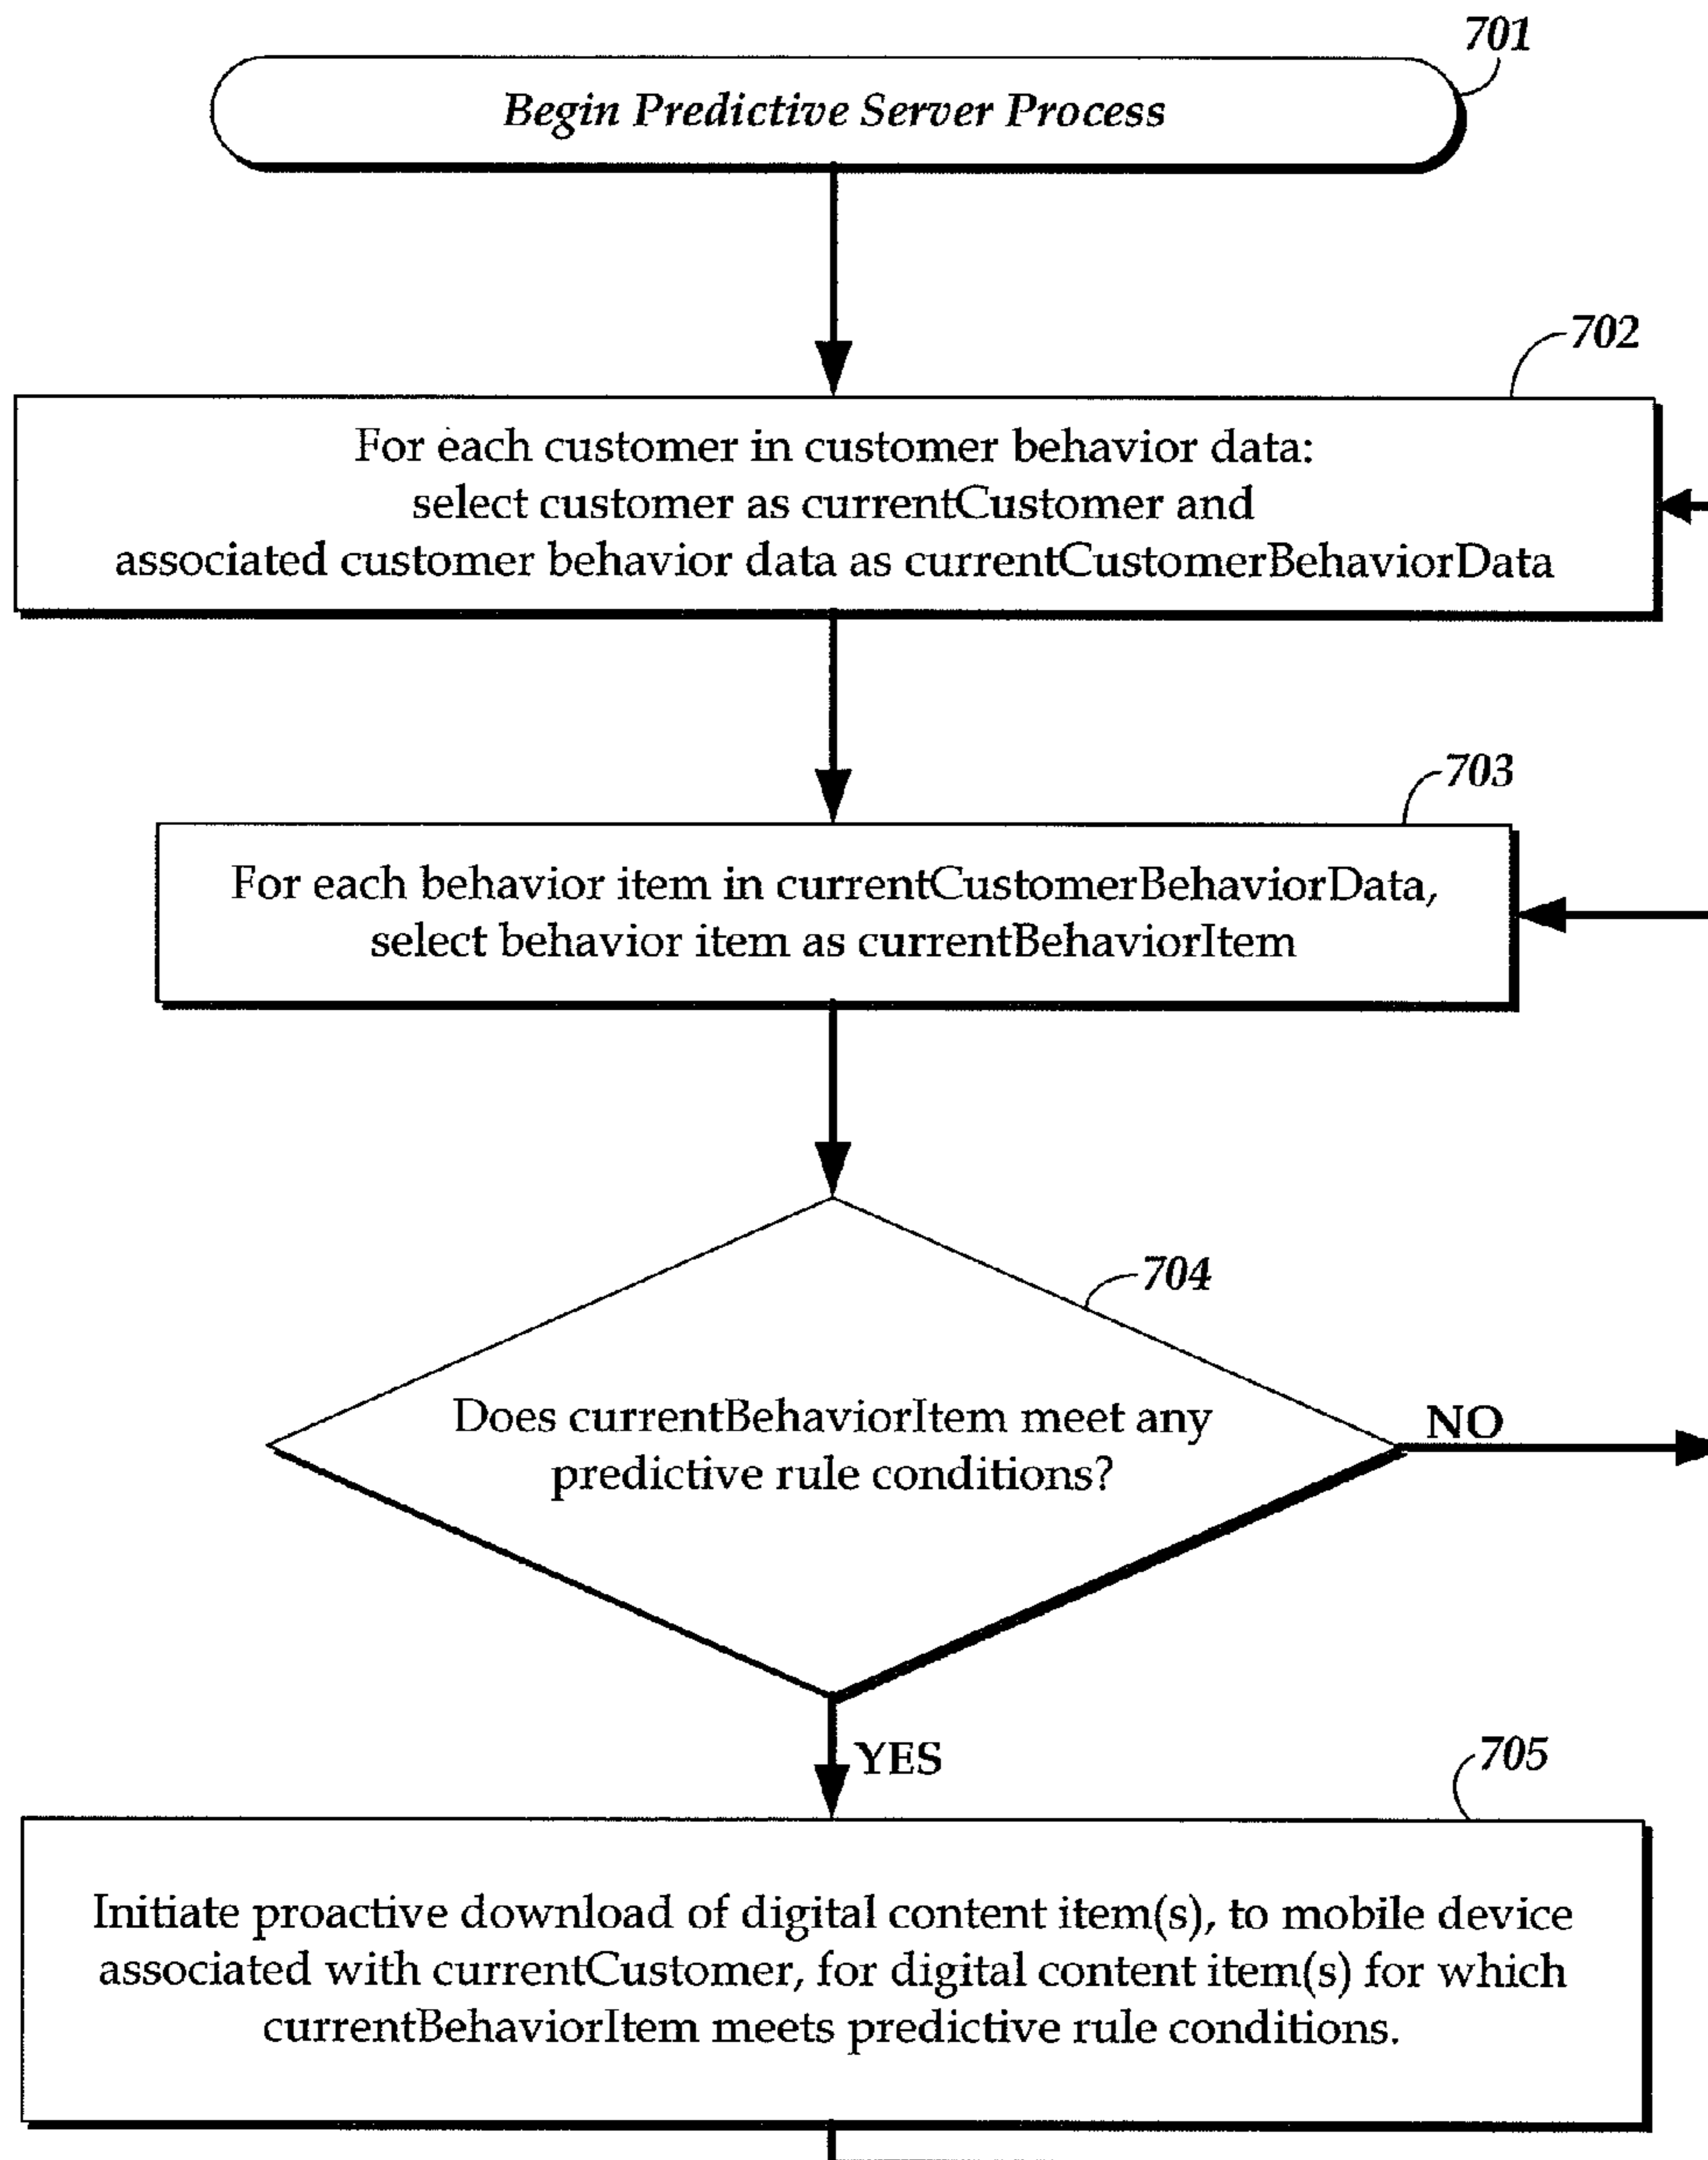 701
Begin Predictive Server Process
702
For each customer in customer behavior data:
select customer as currentCustomer and
associated customer behavior data as currentCustomerBehaviorData
703
For each behavior item in currentCustomerBehaviorData,
select behavior item as currentBehaviorItem
704
Does currentBehaviorItem meet any
predictive rule conditions?
NO
YES
705
Initiate proactive download of digital content item(s), to mobile device
associated with currentCustomer, for digital content item(s) for which
currentBehaviorItem meets predictive rule conditions.